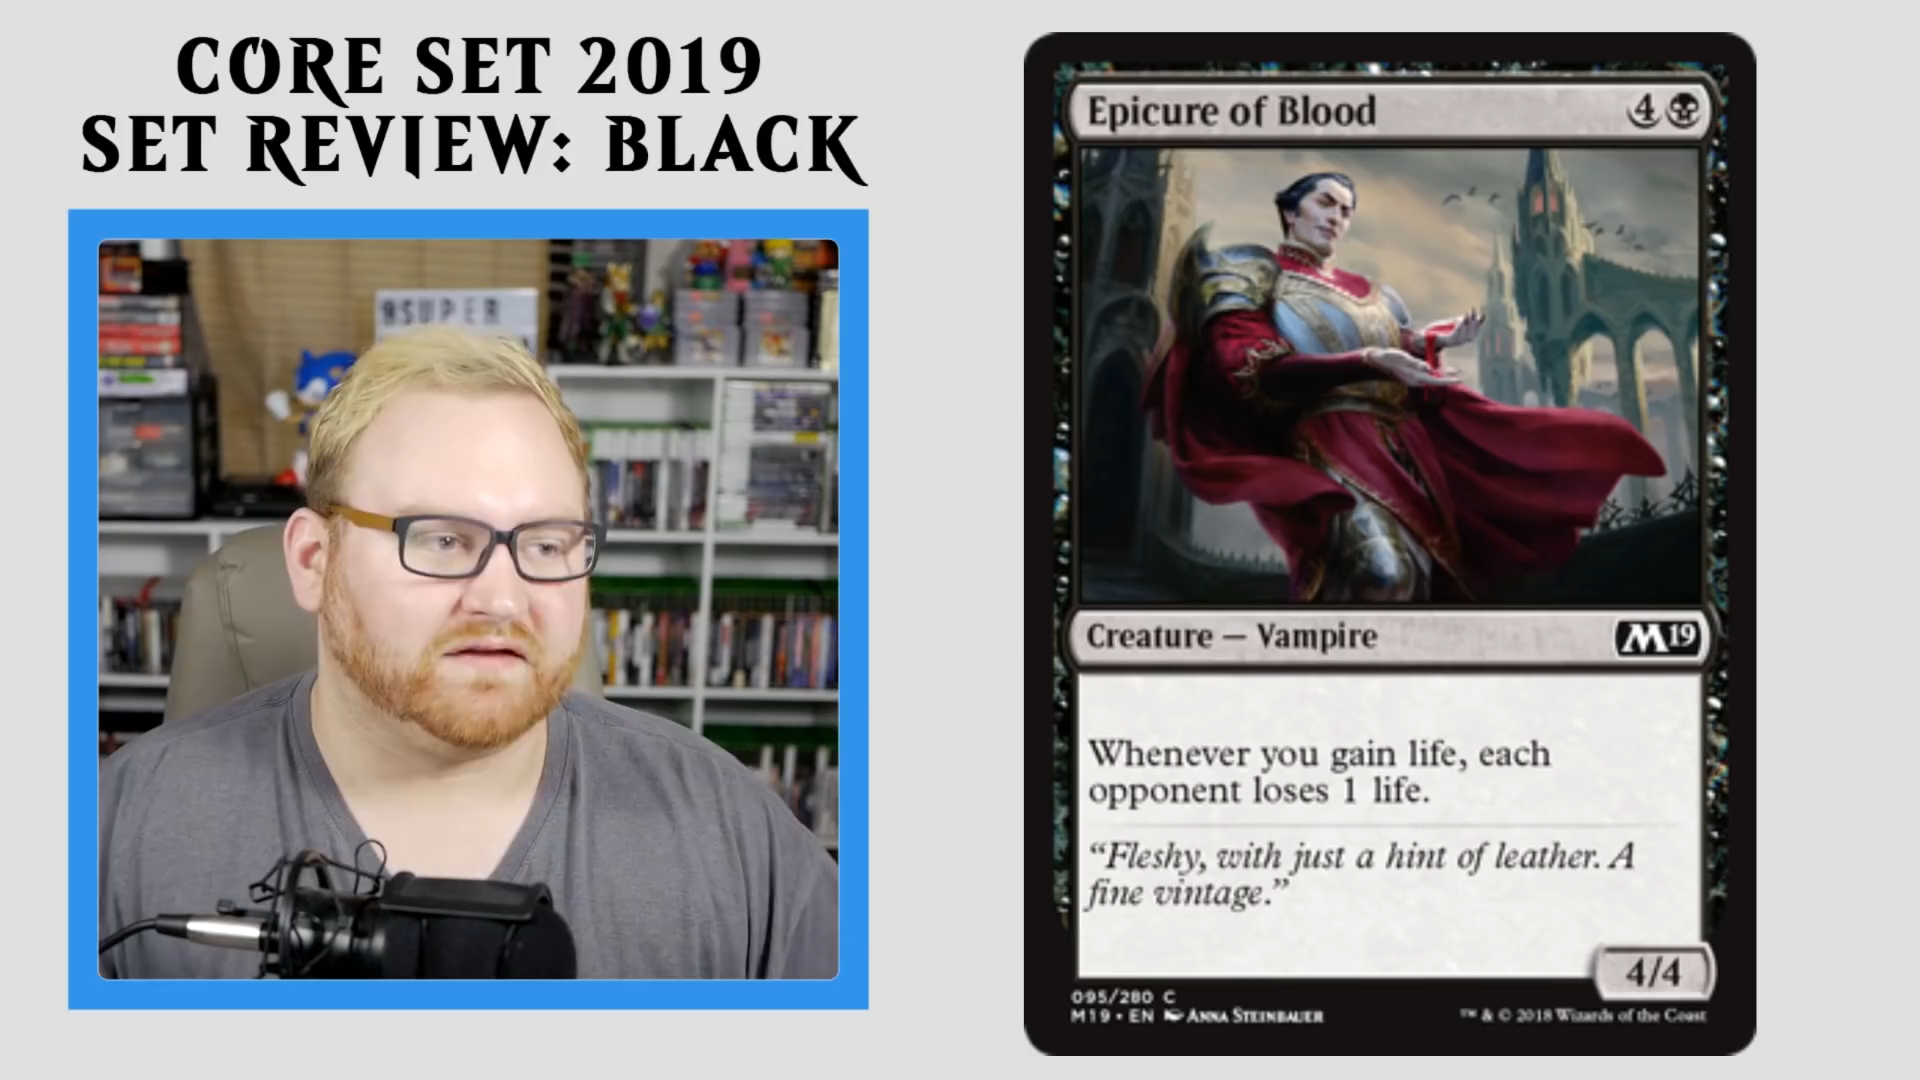 CORE SET 2019
SET REVIEW: BLACK
SUPER
Epicure of Blood
4
Creature — Vampire
M19
Whenever you gain life, each
opponent loses 1 life.
“Fleshy, with just a hint of leather. A
fine vintage.”
4/4
095/280 C
M19 • EN Anna Steinbauer
™ & © 2018 Wizards of the Coast